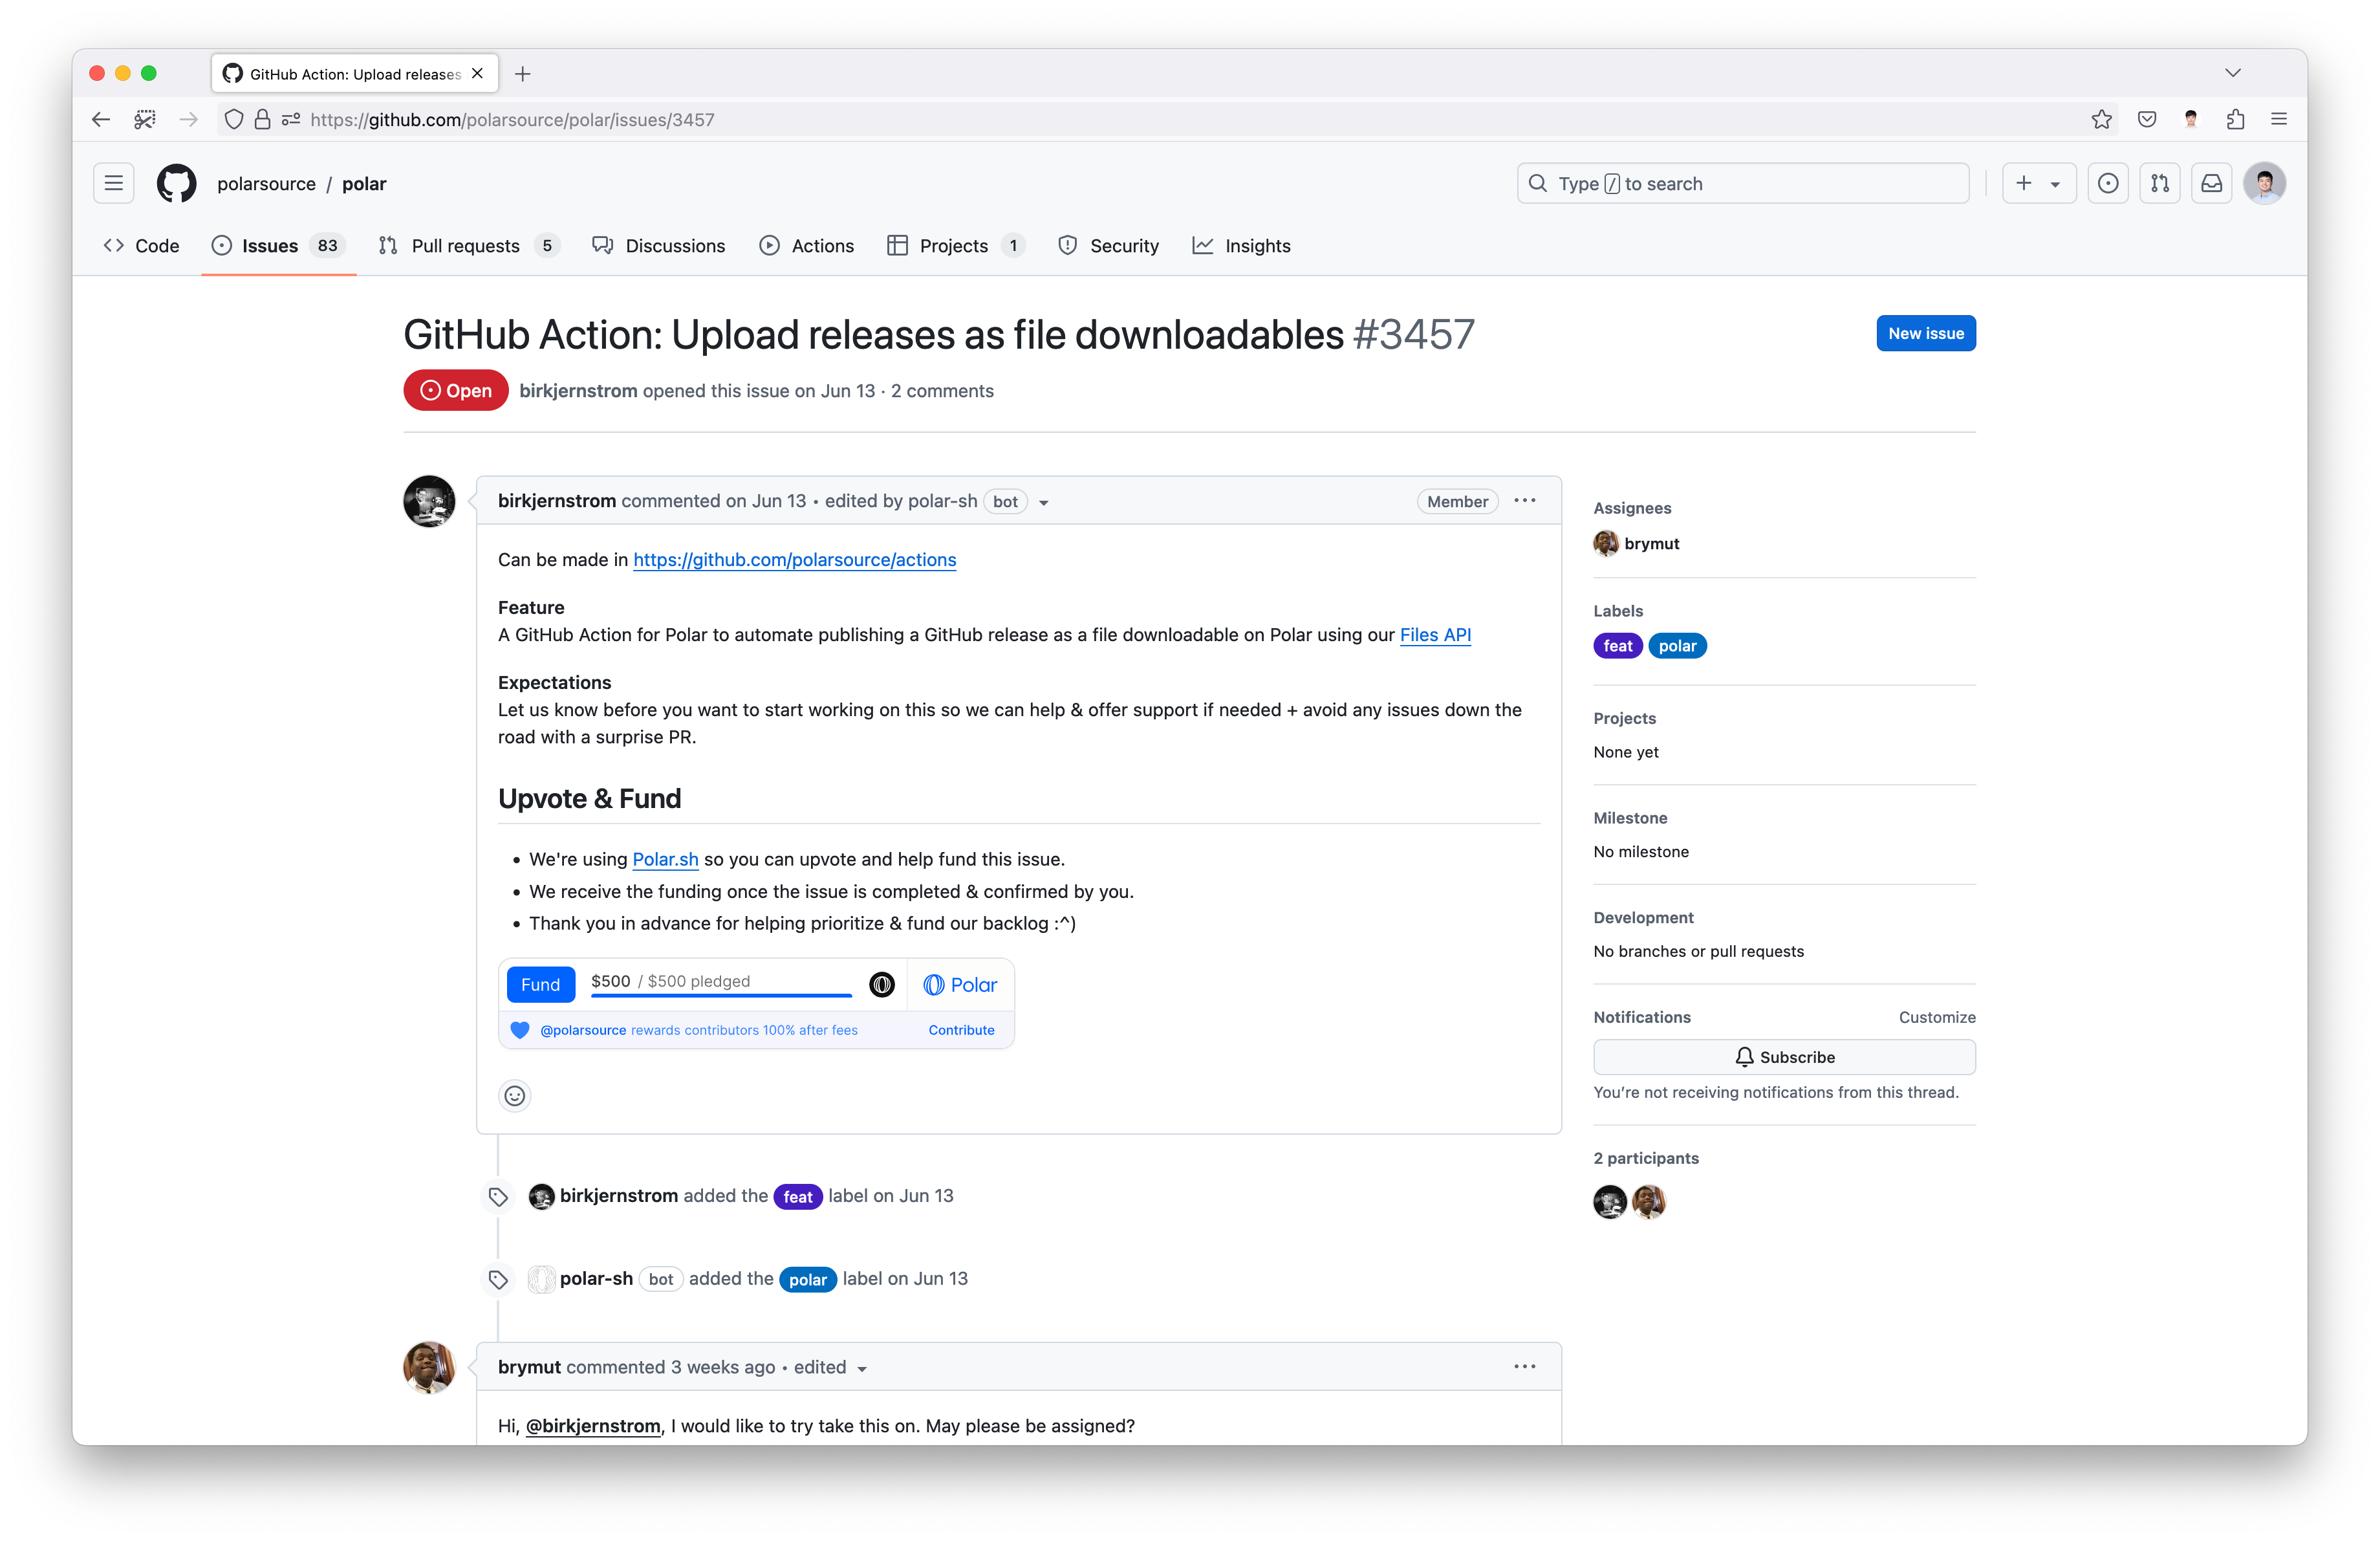 GitHub Action: Upload releases
https://github.com/polarsource/polar/issues/3457
polarsource / polar
Type / to search
Code
Issues 83
Pull requests 5
Discussions
Actions
Projects 1
Security
Insights
GitHub Action: Upload releases as file downloadables #3457
New issue
Open
birkjernstrom opened this issue on Jun 13 · 2 comments
birkjernstrom commented on Jun 13 • edited by polar-sh bot
Member
Can be made in https://github.com/polarsource/actions
Feature
A GitHub Action for Polar to automate publishing a GitHub release as a file downloadable on Polar using our Files API
Expectations
Let us know before you want to start working on this so we can help & offer support if needed + avoid any issues down the
road with a surprise PR.
Upvote & Fund
• We're using Polar.sh so you can upvote and help fund this issue.
• We receive the funding once the issue is completed & confirmed by you.
• Thank you in advance for helping prioritize & fund our backlog :^)
Fund
$500 / $500 pledged
Polar
@polarsource rewards contributors 100% after fees
Contribute
birkjernstrom added the feat label on Jun 13
polar-sh bot added the polar label on Jun 13
brymut commented 3 weeks ago • edited
Hi, @birkjernstrom, I would like to try take this on. May please be assigned?
Assignees
brymut
Labels
feat polar
Projects
None yet
Milestone
No milestone
Development
No branches or pull requests
Notifications
Customize
Subscribe
You're not receiving notifications from this thread.
2 participants